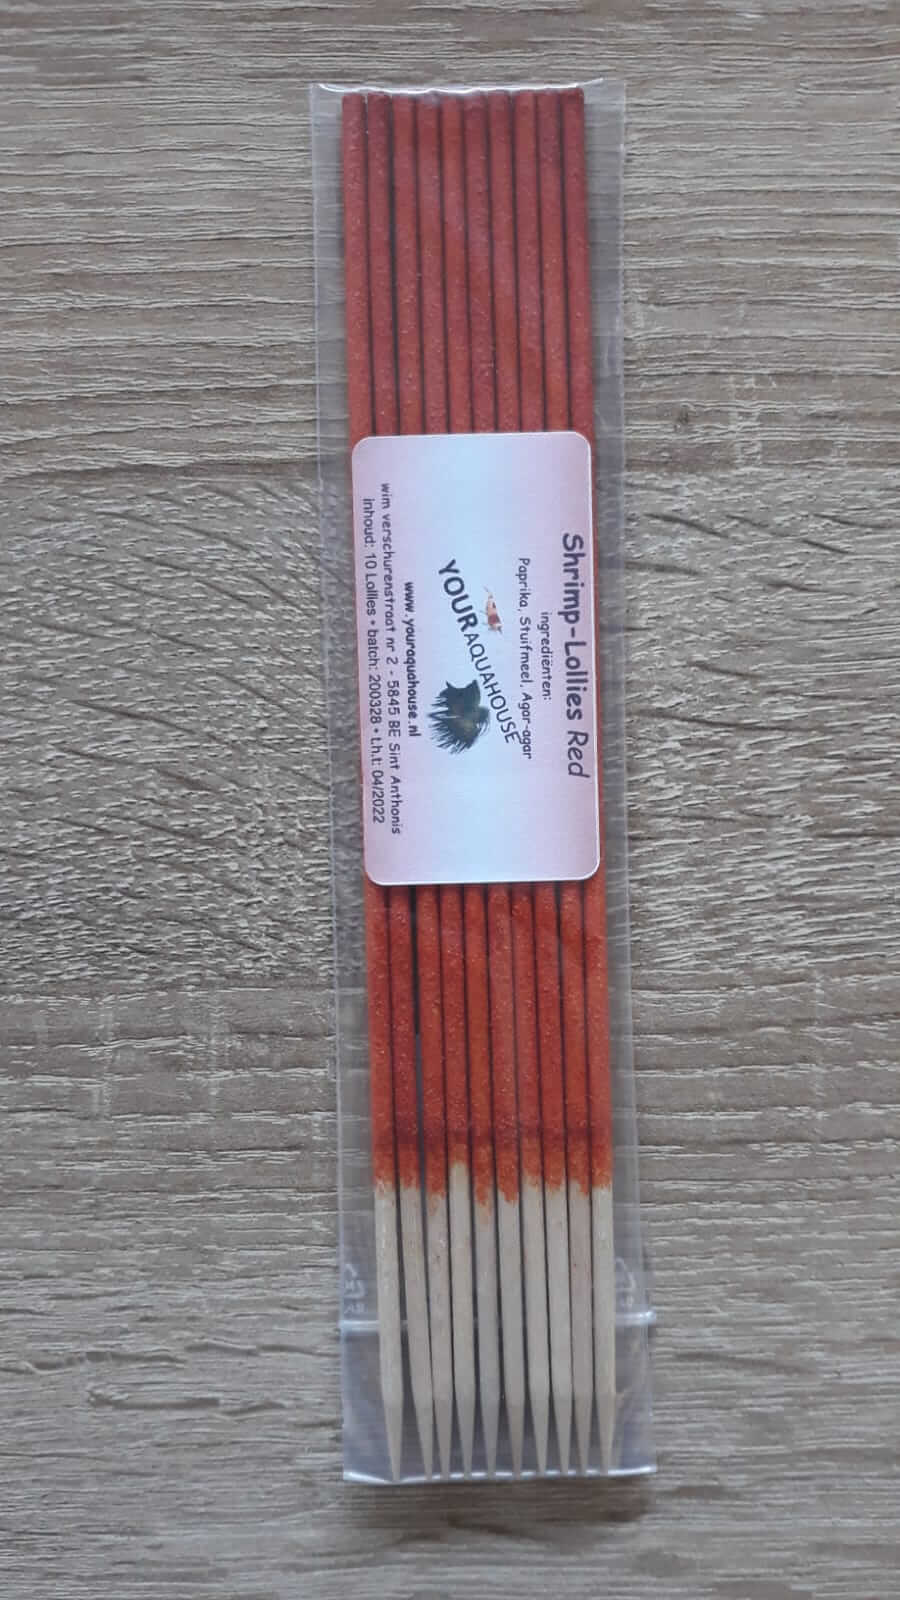 Shrimp-Lollies Red
ingrediënten:
Paprika, Stuifmeel, Agar-agar
YOURAQUAHOUSE
www.youraquahouse.nl
wim verschurenstraat nr 2 - 5845 BE Sint Anthonis
inhoud: 10 Lollies • batch: 200328 • t.h.t: 04/2022